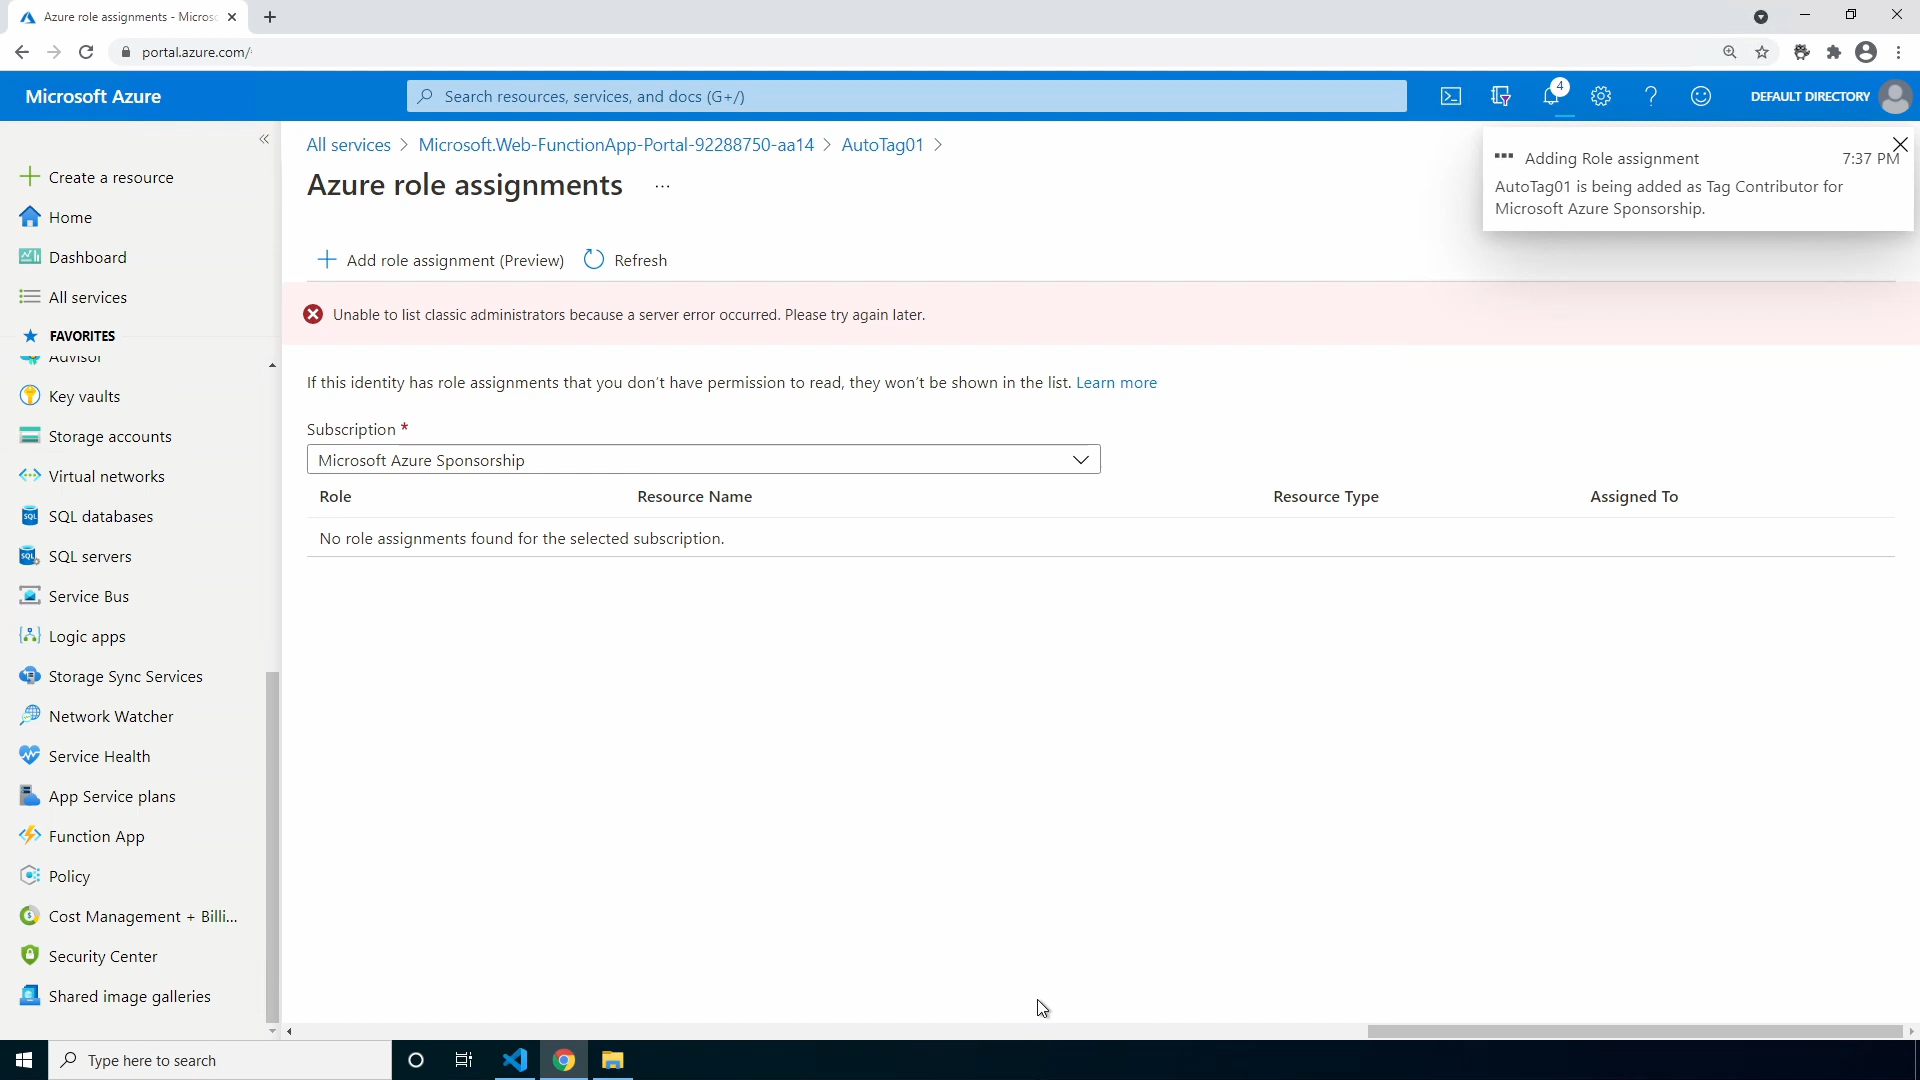 Azure role assignments - Micros
portal.azure.com/
Microsoft Azure
Search resources, services, and docs (G+/)
4
DEFAULT DIRECTORY
All services > Microsoft.Web-FunctionApp-Portal-92288750-aa14 > AutoTag01 >
Azure role assignments ...
Adding Role assignment 7:37 PM
AutoTag01 is being added as Tag Contributor for
Microsoft Azure Sponsorship.
Create a resource
Home
Dashboard
All services
FAVORITES
Advisor
Key vaults
Storage accounts
Virtual networks
SQL databases
SQL servers
Service Bus
Logic apps
Storage Sync Services
Network Watcher
Service Health
App Service plans
Function App
Policy
Cost Management + Billi...
Security Center
Shared image galleries
Add role assignment (Preview) Refresh
Unable to list classic administrators because a server error occurred. Please try again later.
If this identity has role assignments that you don't have permission to read, they won't be shown in the list. Learn more
Subscription *
Microsoft Azure Sponsorship
Role Resource Name Resource Type Assigned To
No role assignments found for the selected subscription.
Type here to search